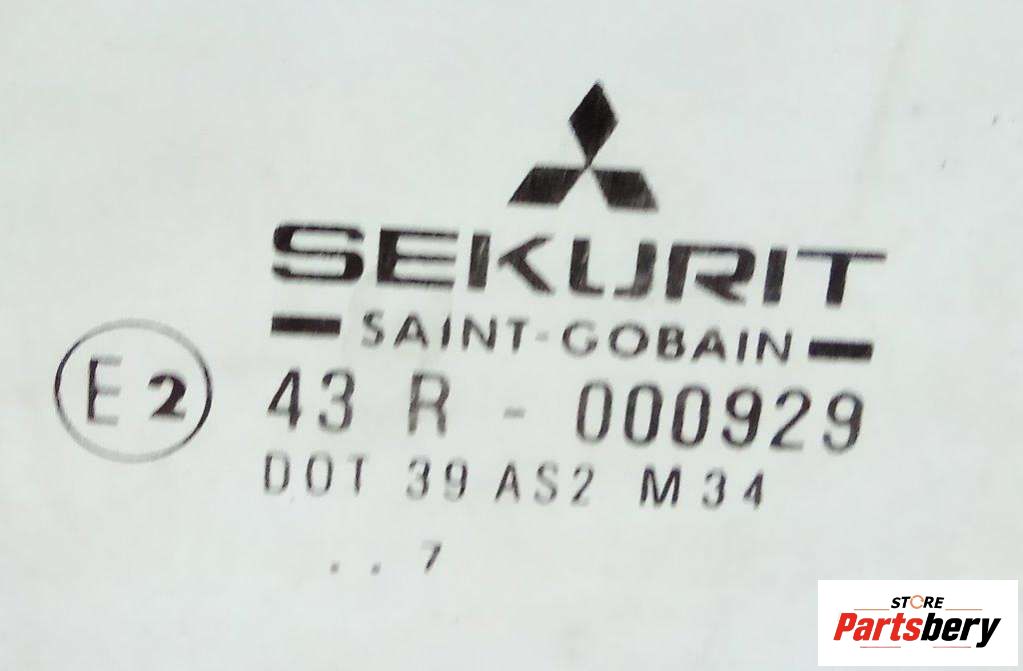 SEKURIT
SAINT-GOBAIN
E2 43 R - 000929
DOT 39 AS2 M34
. . 7
STORE
Partsbery